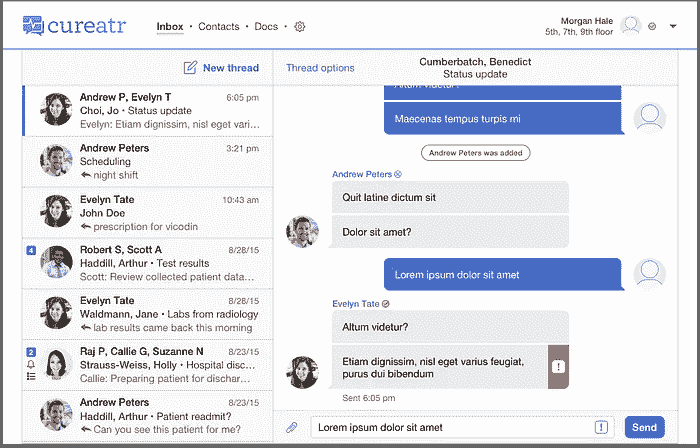 cureatr
Inbox • Contacts • Docs •
Morgan Hale
5th, 7th, 9th floor
New thread
Andrew P, Evelyn T 6:05 pm
Choi, Jo • Status update
Evelyn: Etiam dignissim, nisl eget vari...
Andrew Peters 3:21 pm
Scheduling
night shift
Evelyn Tate 10:43 am
John Doe
prescription for vicodin
4
Robert S, Scott A 8/28/15
Haddill, Arthur • Test results
Scott: Review collected patient data...
Evelyn Tate 8/28/15
Waldmann, Jane • Labs from radiology
lab results came back this morning
2
Raj P, Callie G, Suzanne N 8/23/15
Strauss-Weiss, Holly • Hospital disc...
Callie: Preparing patient for dischar...
Andrew Peters 8/23/15
Haddill, Arthur • Patient readmit?
Can you see this patient for me?
Thread options
Cumberbatch, Benedict
Status update
Altum videtur?
Maecenas tempus turpis mi
Andrew Peters was added
Andrew Peters
Quit latine dictum sit
Dolor sit amet?
Lorem ipsum dolor sit amet
Evelyn Tate
Altum videtur?
Etiam dignissim, nisl eget varius feugiat,
purus dui bibendum
!
Sent 6:05 pm
Lorem ipsum dolor sit amet ! Send